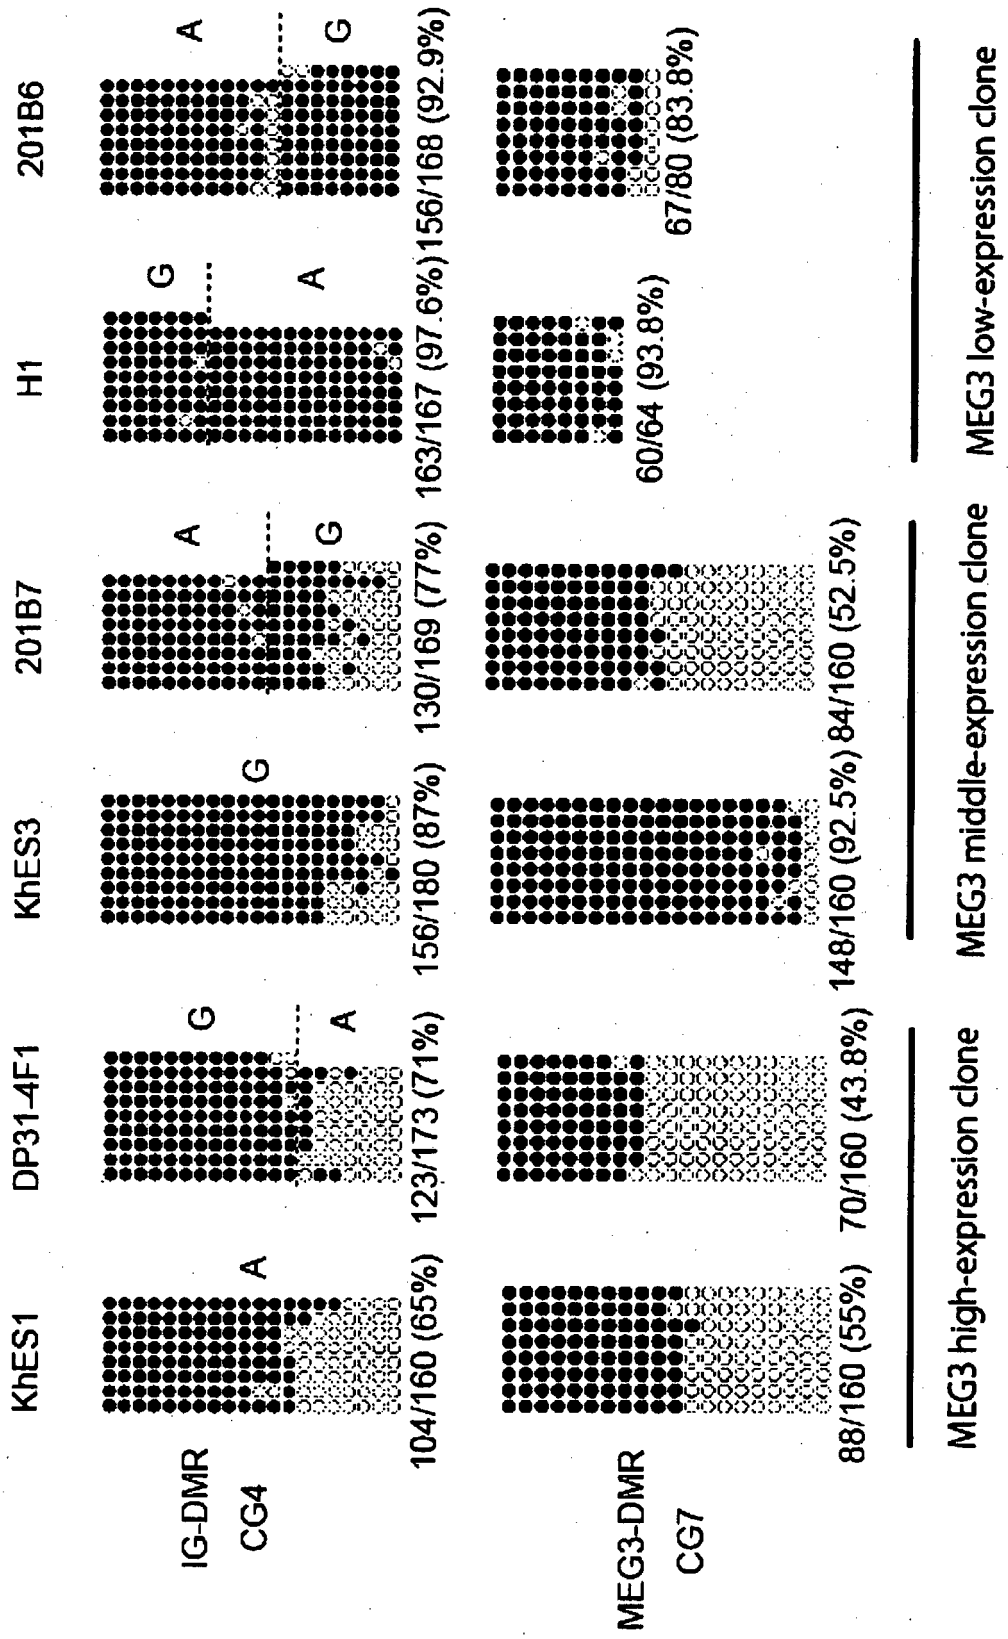 KhES1 DP31-4F1 KhES3 201B7 H1 201B6
IG-DMR
CG4
A
G
A
G
A
G
G
A
A
G
104/160 (65%) 123/173 (71%) 156/180 (87%) 130/169 (77%) 163/167 (97.6%) 156/168 (92.9%)
MEG3-DMR
CG7
88/160 (55%) 70/160 (43.8%) 148/160 (92.5%) 84/160 (52.5%) 60/64 (93.8%) 67/80 (83.8%)
MEG3 high-expression clone MEG3 middle-expression clone MEG3 low-expression clone